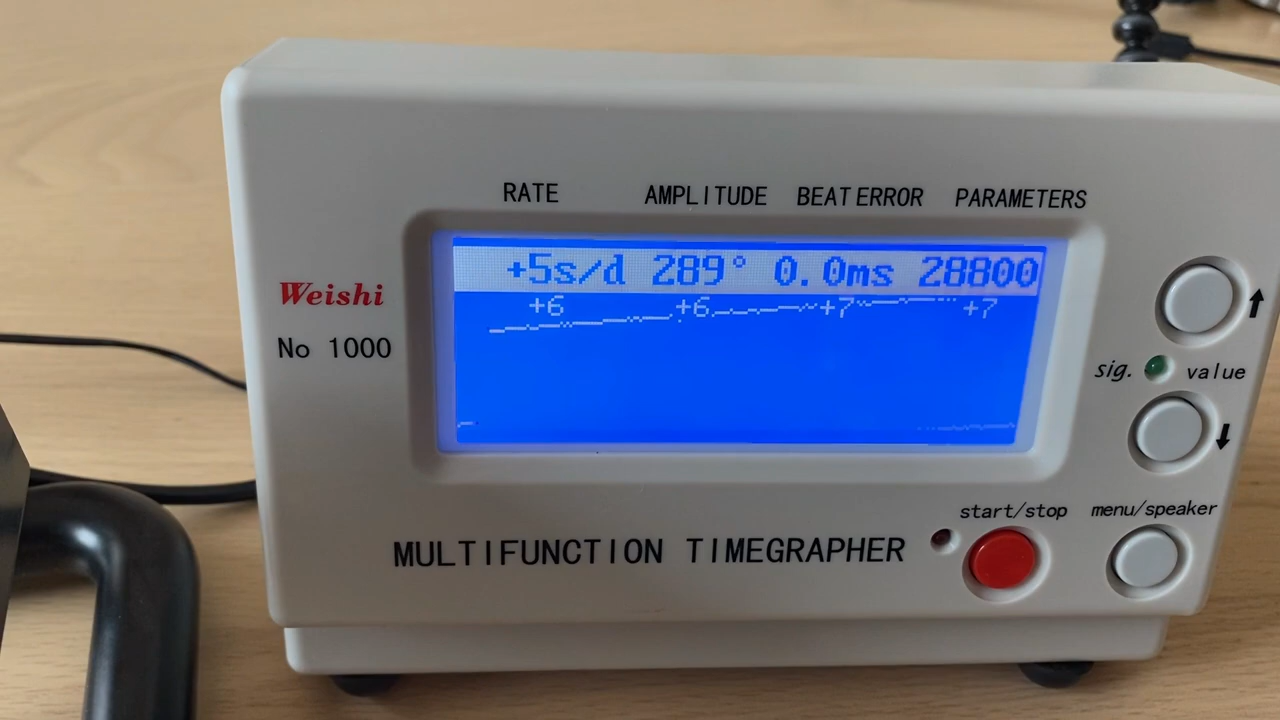 RATE AMPLITUDE BEAT ERROR PARAMETERS
+5s/d 289° 0.0ms 28800
+6 +6 +7 +7
Weishi
No 1000
sig. value
start/stop menu/speaker
MULTIFUNCTION TIMEGRAPHER